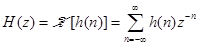 H(z) = 𝒵[h(n)] = ∑_{n=-∞}^{∞} h(n)z^{-n}